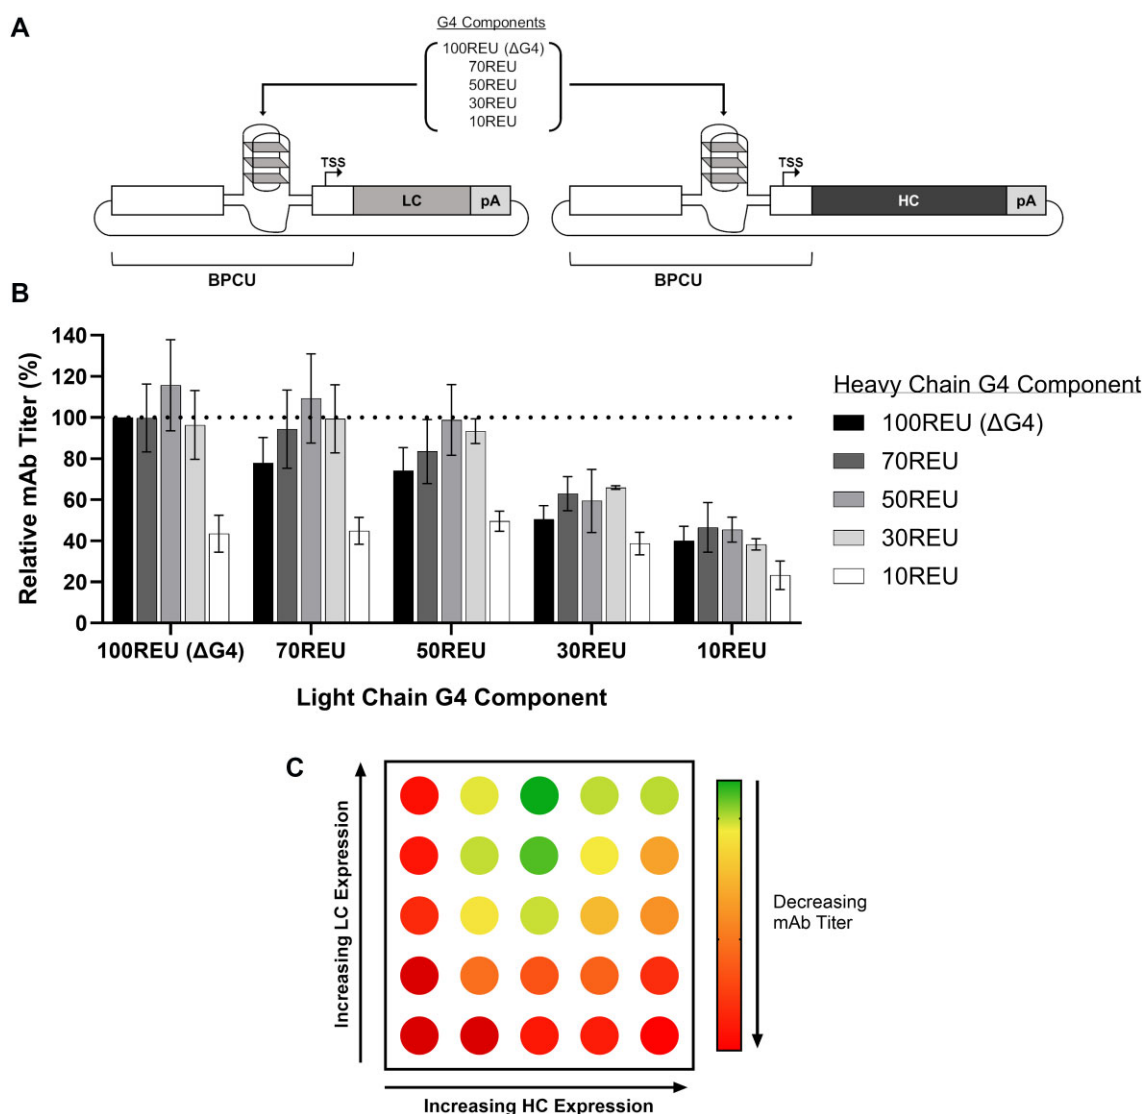 A
G4 Components
100REU (ΔG4)
70REU
50REU
30REU
10REU
TSS
LC
pA
BPCU
TSS
HC
pA
BPCU
B
Relative mAb Titer (%)
140
120
100
80
60
40
20
0
100REU (ΔG4)
70REU
50REU
30REU
10REU
Light Chain G4 Component
Heavy Chain G4 Component
100REU (ΔG4)
70REU
50REU
30REU
10REU
C
Increasing LC Expression
Increasing HC Expression
Decreasing
mAb Titer